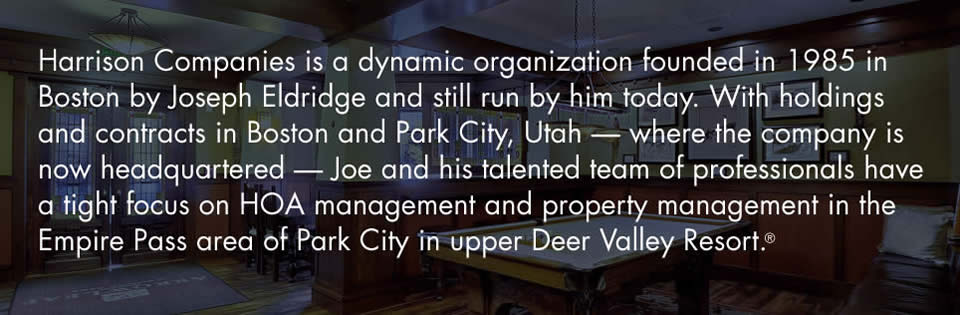 Harrison Companies is a dynamic organization founded in 1985 in
Boston by Joseph Eldridge and still run by him today. With holdings
and contracts in Boston and Park City, Utah — where the company is
now headquartered — Joe and his talented team of professionals have
a tight focus on HOA management and property management in the
Empire Pass area of Park City in upper Deer Valley Resort.®